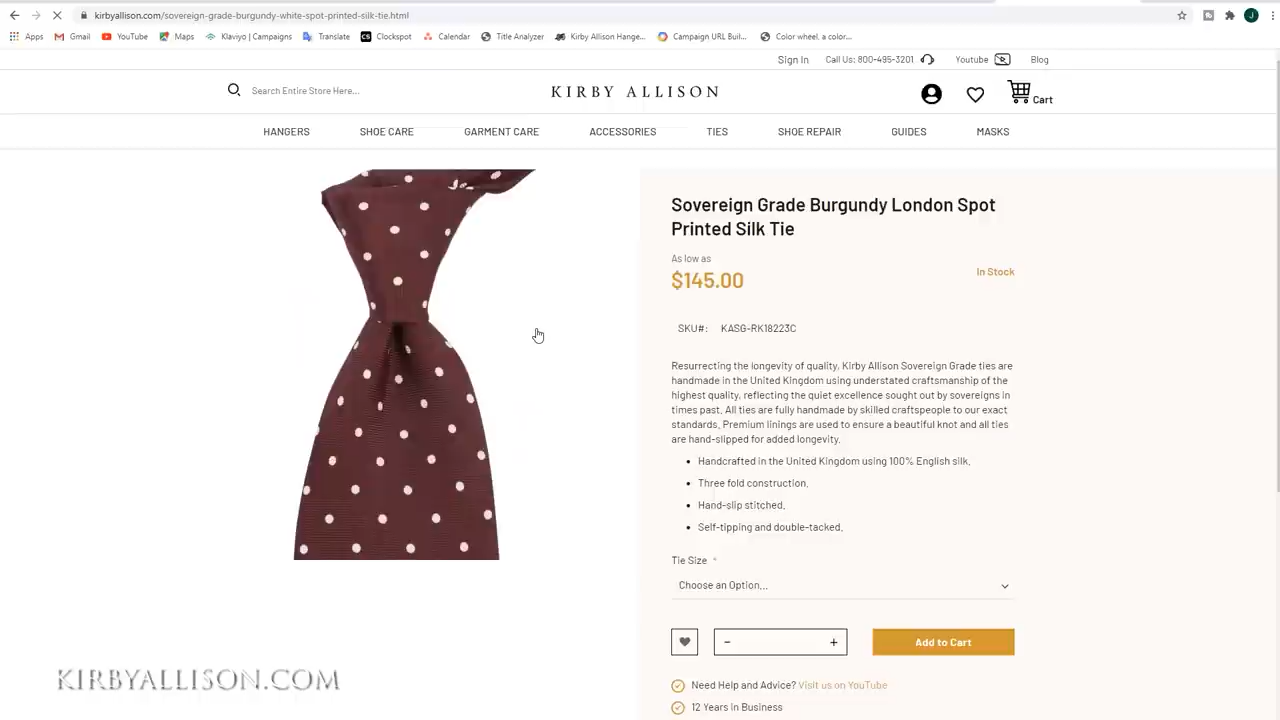 kirbyallison.com/sovereign-grade-burgundy-white-spot-printed-silk-tie.html
J
Apps Gmail YouTube Maps Klaviyo | Campaigns Translate Clockspot Calendar Title Analyzer Kirby Allison Hange... Campaign URL Buil... Color wheel, a color...
Sign In Call Us: 800-495-3201 Youtube Blog
Search Entire Store Here...
KIRBY ALLISON
Cart
HANGERS SHOE CARE GARMENT CARE ACCESSORIES TIES SHOE REPAIR GUIDES MASKS
Sovereign Grade Burgundy London Spot
Printed Silk Tie
As low as
$145.00
In Stock
SKU#: KASG-RK18223C
Resurrecting the longevity of quality, Kirby Allison Sovereign Grade ties are
handmade in the United Kingdom using understated craftsmanship of the
highest quality, reflecting the quiet excellence sought out by sovereigns in
times past. All ties are fully handmade by skilled craftspeople to our exact
standards. Premium linings are used to ensure a beautiful knot and all ties
are hand-slipped for added longevity.
Handcrafted in the United Kingdom using 100% English silk.
Three fold construction.
Hand-slip stitched.
Self-tipping and double-tacked.
Tie Size *
Choose an Option...
− +
Add to Cart
Need Help and Advice? Visit us on YouTube
12 Years in Business
KIRBYALLISON.COM